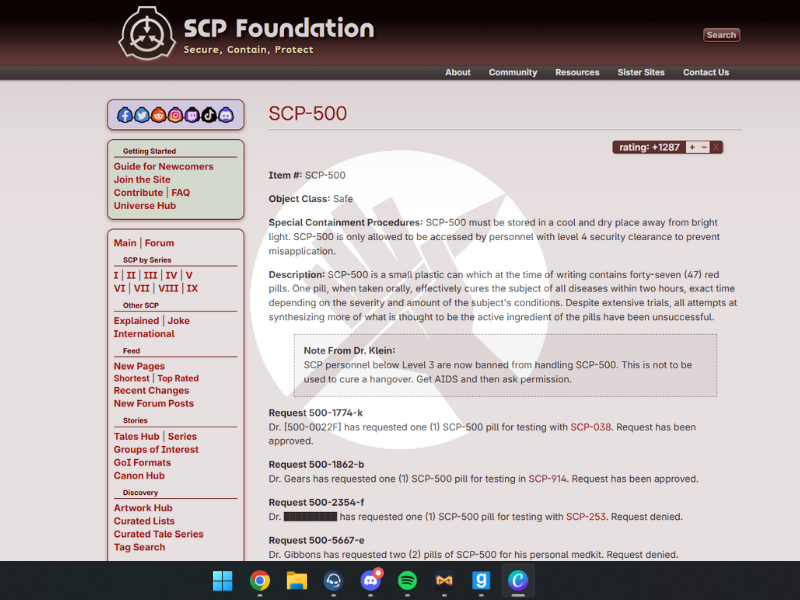 SCP Foundation
Secure, Contain, Protect
Search
About Community Resources Sister Sites Contact Us
Getting Started
Guide for Newcomers
Join the Site
Contribute | FAQ
Universe Hub
Main | Forum
SCP by Series
I | II | III | IV | V
VI | VII | VIII | IX
Other SCP
Explained | Joke
International
Feed
New Pages
Shortest | Top Rated
Recent Changes
New Forum Posts
Stories
Tales Hub | Series
Groups of Interest
GoI Formats
Canon Hub
Discovery
Artwork Hub
Curated Lists
Curated Tale Series
Tag Search
SCP-500
rating: +1287 + – X
Item #: SCP-500
Object Class: Safe
Special Containment Procedures: SCP-500 must be stored in a cool and dry place away from bright
light. SCP-500 is only allowed to be accessed by personnel with level 4 security clearance to prevent
misapplication.
Description: SCP-500 is a small plastic can which at the time of writing contains forty-seven (47) red
pills. One pill, when taken orally, effectively cures the subject of all diseases within two hours, exact time
depending on the severity and amount of the subject's conditions. Despite extensive trials, all attempts at
synthesizing more of what is thought to be the active ingredient of the pills have been unsuccessful.
Note From Dr. Klein:
SCP personnel below Level 3 are now banned from handling SCP-500. This is not to be
used to cure a hangover. Get AIDS and then ask permission.
Request 500-1774-k
Dr. [500-0022F] has requested one (1) SCP-500 pill for testing with SCP-038. Request has been
approved.
Request 500-1862-b
Dr. Gears has requested one (1) SCP-500 pill for testing in SCP-914. Request has been approved.
Request 500-2354-f
Dr. █████████ has requested one (1) SCP-500 pill for testing with SCP-253. Request denied.
Request 500-5667-e
Dr. Gibbons has requested two (2) pills of SCP-500 for his personal medkit. Request denied.